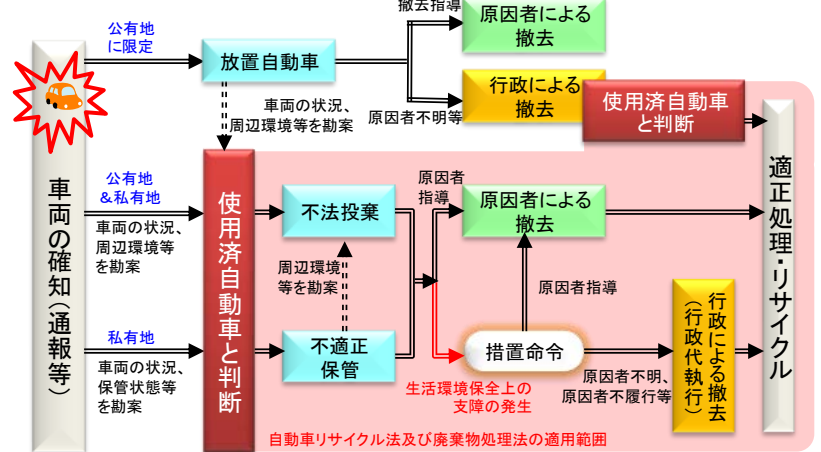 撤去指導
公有地
に限定
放置自動車
原因者による
撤去
行政による
撤去
原因者不明等
使用済自動車
と判断
車両の状況、
周辺環境等を勘案
車両の確知(通報等)
公有地
&私有地
車両の状況、
周辺環境等
を勘案
使用済自動車と判断
不法投棄
原因者
指導
原因者による
撤去
適正処理・リサイクル
周辺環境
等を勘案
原因者指導
私有地
車両の状況、
保管状態等
を勘案
不適正
保管
措置命令
行政による撤去
(行政代執行)
生活環境保全上の
支障の発生
原因者不明、
原因者不履行等
自動車リサイクル法及び廃棄物処理法の適用範囲